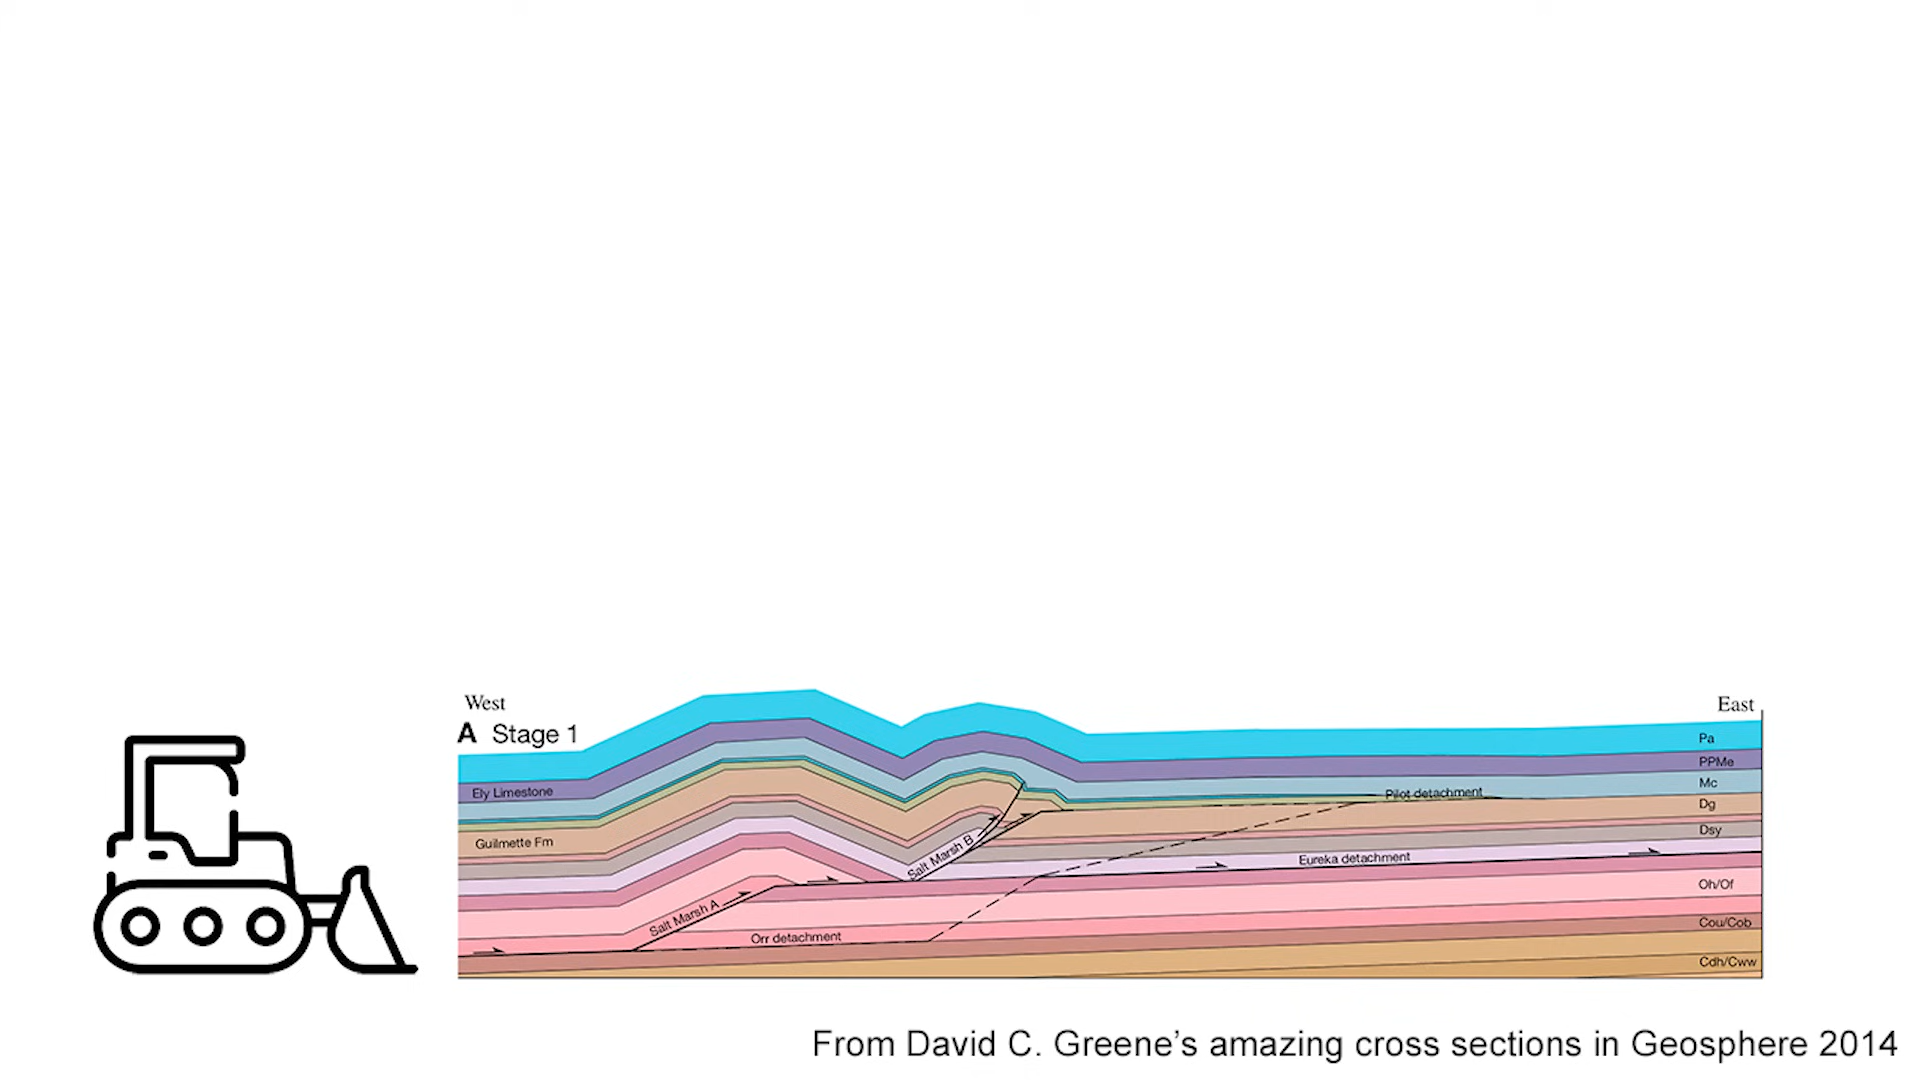 West
East
A Stage 1
Pa
PPMe
Mc
Ely Limestone
Pilot detachment
Dg
Dsy
Guilmette Fm
Salt Marsh B
Eureka detachment
Oh/Of
Salt Marsh A
Cou/Cob
Orr detachment
Cdh/Cww
From David C. Greene’s amazing cross sections in Geosphere 2014